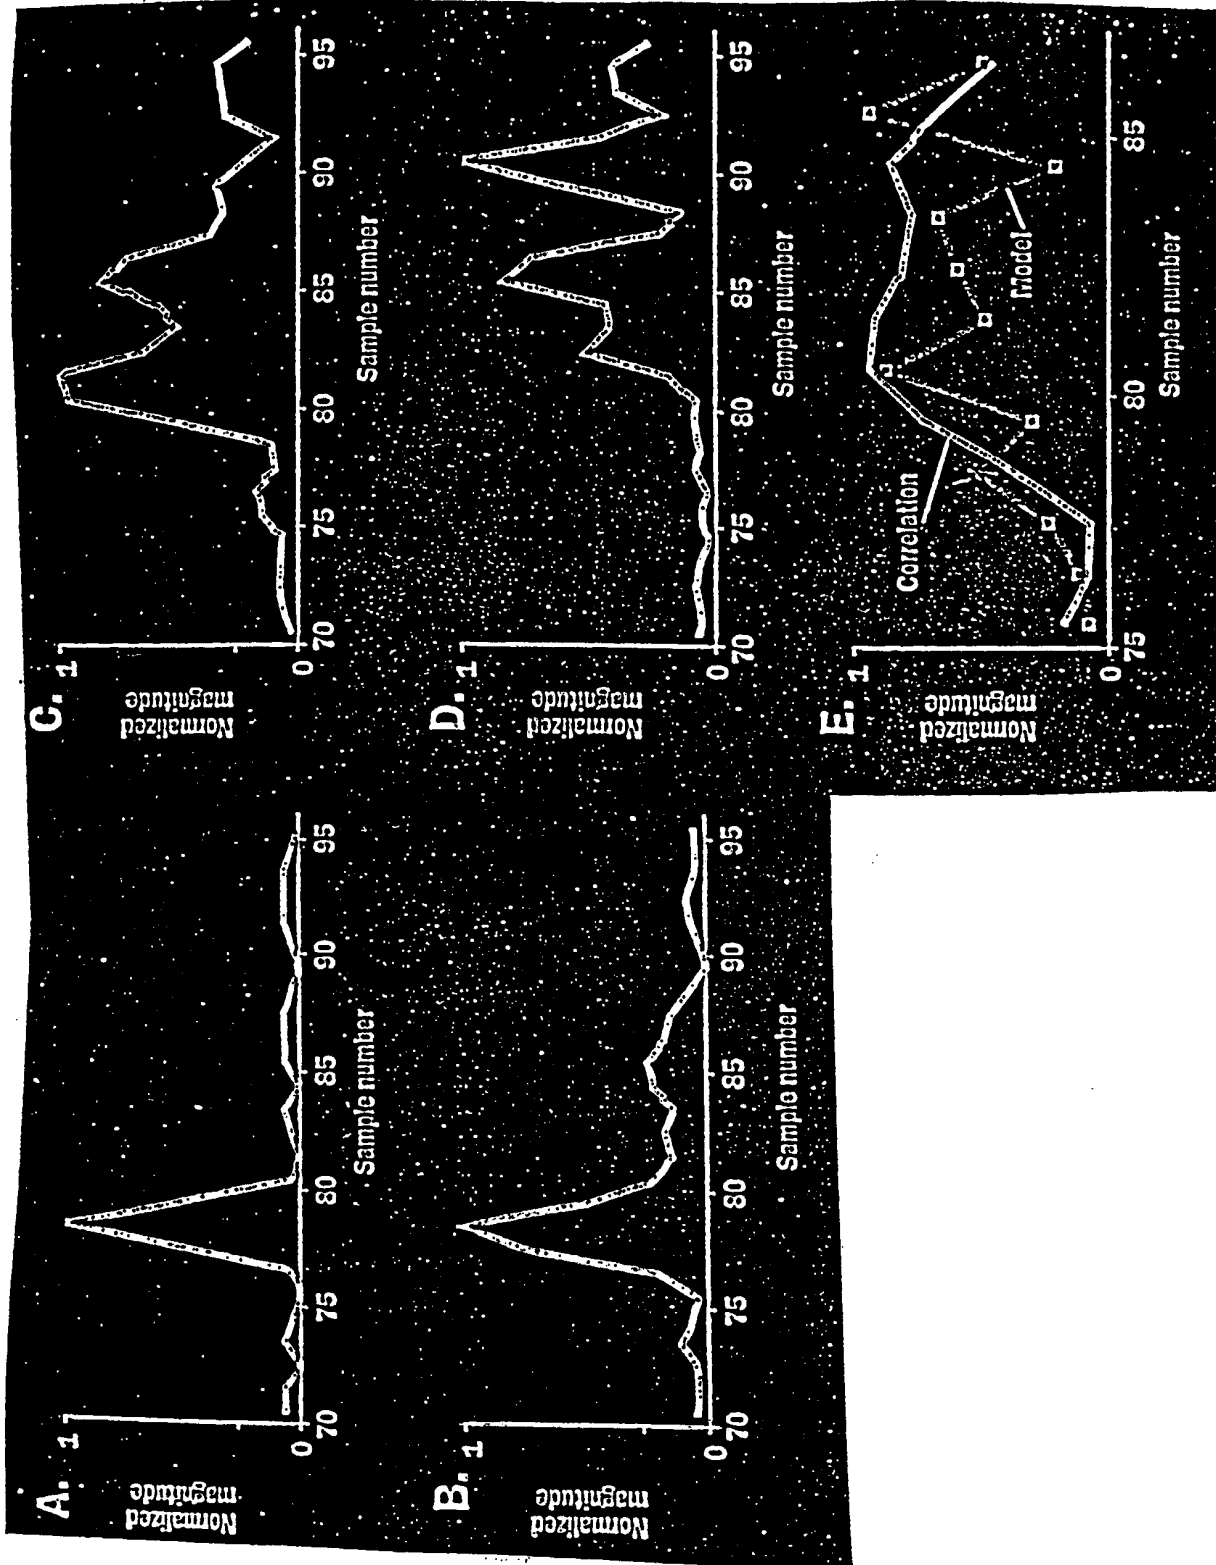 A.
Normalized
magnitude
1
0
70
75
80
85
90
95
Sample number
B.
Normalized
magnitude
1
0
70
75
80
85
90
95
Sample number
C.
Normalized
magnitude
1
0
70
75
80
85
90
95
Sample number
D.
Normalized
magnitude
1
0
70
75
80
85
90
95
Sample number
E.
Normalized
magnitude
1
0
75
80
85
Correlation
Model
Sample number